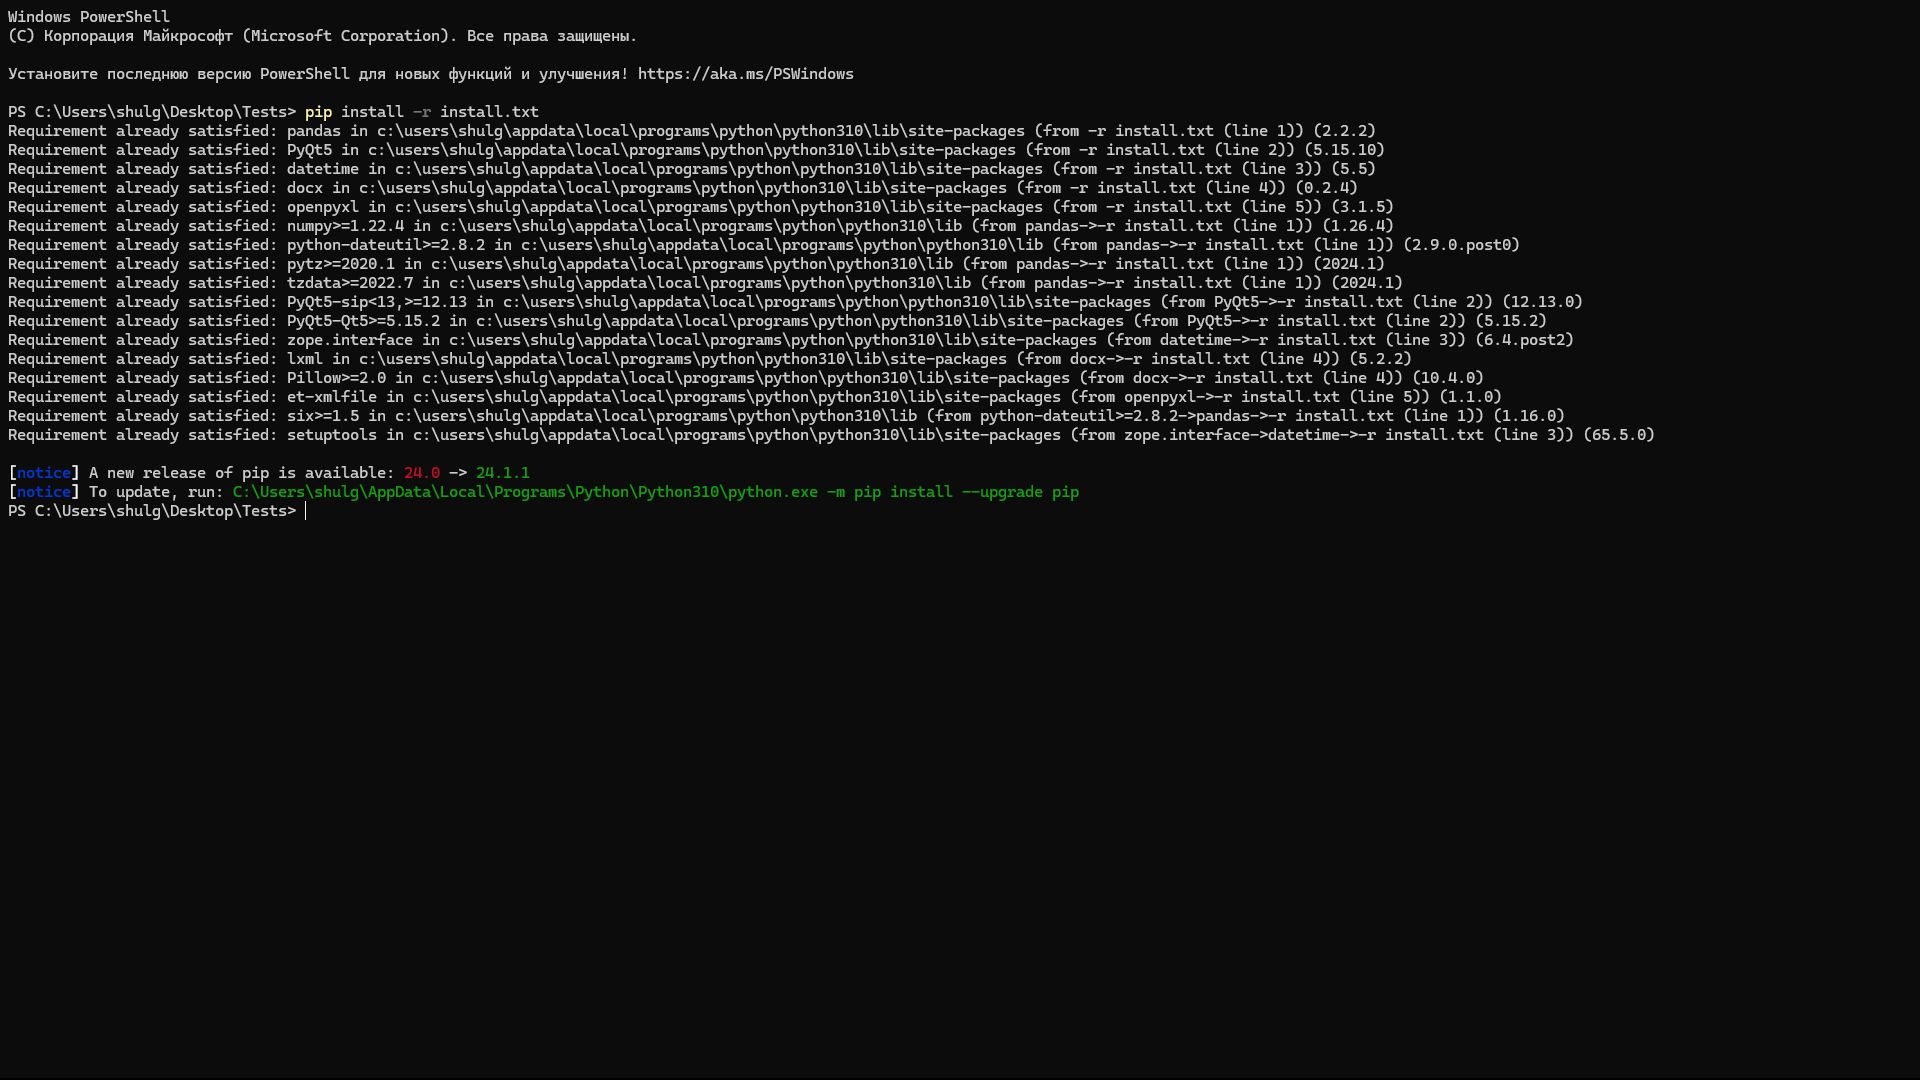 Windows PowerShell
(C) Корпорация Майкрософт (Microsoft Corporation). Все права защищены.
Установите последнюю версию PowerShell для новых функций и улучшения! https://aka.ms/PSWindows
PS C:\Users\shulg\Desktop\Tests> pip install -r install.txt
Requirement already satisfied: pandas in c:\users\shulg\appdata\local\programs\python\python310\lib\site-packages (from -r install.txt (line 1)) (2.2.2)
Requirement already satisfied: PyQt5 in c:\users\shulg\appdata\local\programs\python\python310\lib\site-packages (from -r install.txt (line 2)) (5.15.10)
Requirement already satisfied: datetime in c:\users\shulg\appdata\local\programs\python\python310\lib\site-packages (from -r install.txt (line 3)) (5.5)
Requirement already satisfied: docx in c:\users\shulg\appdata\local\programs\python\python310\lib\site-packages (from -r install.txt (line 4)) (0.2.4)
Requirement already satisfied: openpyxl in c:\users\shulg\appdata\local\programs\python\python310\lib\site-packages (from -r install.txt (line 5)) (3.1.5)
Requirement already satisfied: numpy>=1.22.4 in c:\users\shulg\appdata\local\programs\python\python310\lib (from pandas->-r install.txt (line 1)) (1.26.4)
Requirement already satisfied: python-dateutil>=2.8.2 in c:\users\shulg\appdata\local\programs\python\python310\lib (from pandas->-r install.txt (line 1)) (2.9.0.post0)
Requirement already satisfied: pytz>=2020.1 in c:\users\shulg\appdata\local\programs\python\python310\lib (from pandas->-r install.txt (line 1)) (2024.1)
Requirement already satisfied: tzdata>=2022.7 in c:\users\shulg\appdata\local\programs\python\python310\lib (from pandas->-r install.txt (line 1)) (2024.1)
Requirement already satisfied: PyQt5-sip<13,>=12.13 in c:\users\shulg\appdata\local\programs\python\python310\lib\site-packages (from PyQt5->-r install.txt (line 2)) (12.13.0)
Requirement already satisfied: PyQt5-Qt5>=5.15.2 in c:\users\shulg\appdata\local\programs\python\python310\lib\site-packages (from PyQt5->-r install.txt (line 2)) (5.15.2)
Requirement already satisfied: zope.interface in c:\users\shulg\appdata\local\programs\python\python310\lib\site-packages (from datetime->-r install.txt (line 3)) (6.4.post2)
Requirement already satisfied: lxml in c:\users\shulg\appdata\local\programs\python\python310\lib\site-packages (from docx->-r install.txt (line 4)) (5.2.2)
Requirement already satisfied: Pillow>=2.0 in c:\users\shulg\appdata\local\programs\python\python310\lib\site-packages (from docx->-r install.txt (line 4)) (10.4.0)
Requirement already satisfied: et-xmlfile in c:\users\shulg\appdata\local\programs\python\python310\lib\site-packages (from openpyxl->-r install.txt (line 5)) (1.1.0)
Requirement already satisfied: six>=1.5 in c:\users\shulg\appdata\local\programs\python\python310\lib (from python-dateutil>=2.8.2->pandas->-r install.txt (line 1)) (1.16.0)
Requirement already satisfied: setuptools in c:\users\shulg\appdata\local\programs\python\python310\lib\site-packages (from zope.interface->datetime->-r install.txt (line 3)) (65.5.0)
[notice] A new release of pip is available: 24.0 -> 24.1.1
[notice] To update, run: C:\Users\shulg\AppData\Local\Programs\Python\Python310\python.exe -m pip install --upgrade pip
PS C:\Users\shulg\Desktop\Tests>